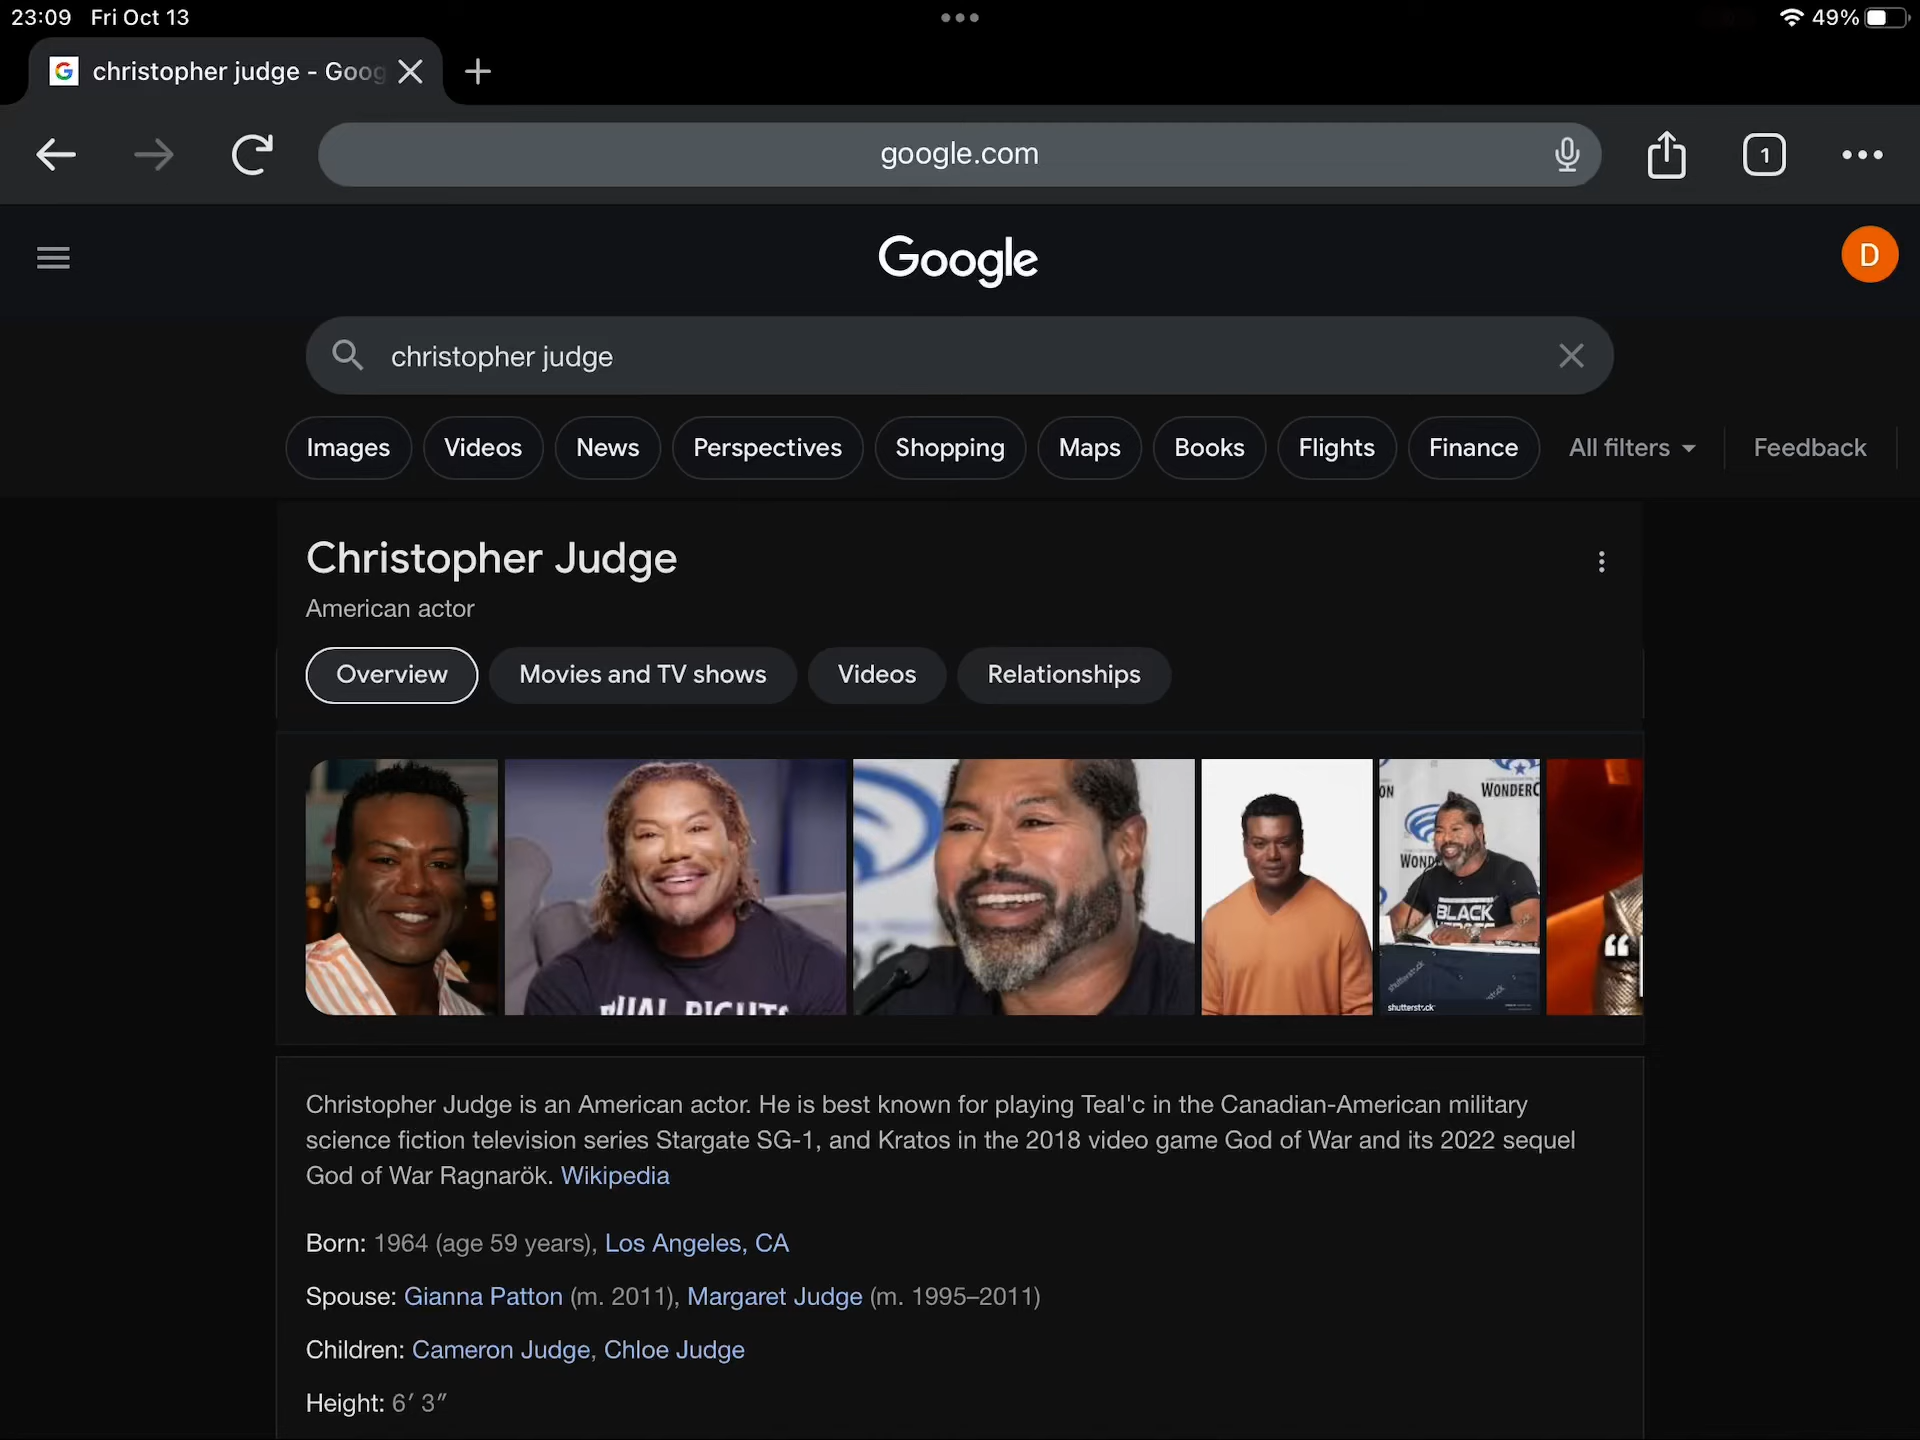 23:09 Fri Oct 13
49%
christopher judge - Goog
google.com
1
Google
D
christopher judge
Images Videos News Perspectives Shopping Maps Books Flights Finance All filters Feedback
Christopher Judge
American actor
Overview Movies and TV shows Videos Relationships
WONDERC
ON
WOND
BLACK
shutterstock
“
Christopher Judge is an American actor. He is best known for playing Teal'c in the Canadian-American military
science fiction television series Stargate SG-1, and Kratos in the 2018 video game God of War and its 2022 sequel
God of War Ragnarök. Wikipedia
Born: 1964 (age 59 years), Los Angeles, CA
Spouse: Gianna Patton (m. 2011), Margaret Judge (m. 1995–2011)
Children: Cameron Judge, Chloe Judge
Height: 6′ 3″